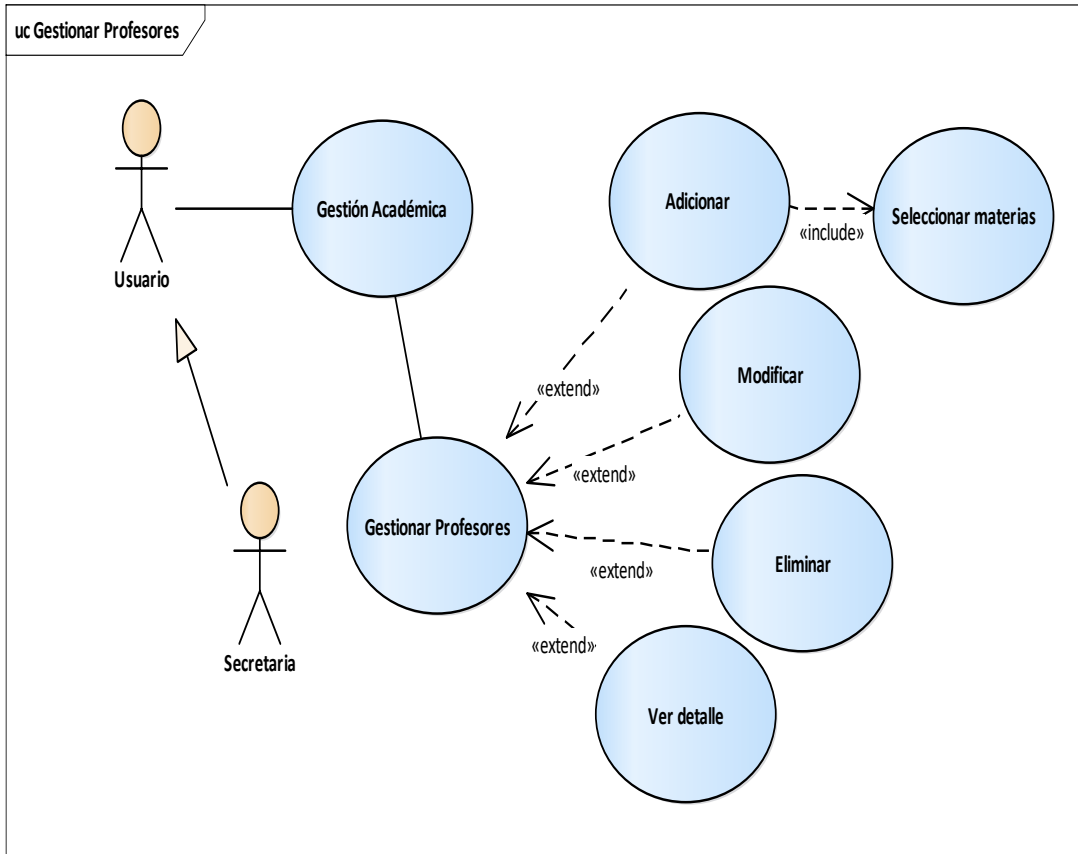 uc Gestionar Profesores
Usuario
Gestión Académica
Adicionar
«include»
Seleccionar materias
«extend»
Modificar
«extend»
Gestionar Profesores
Eliminar
«extend»
Secretaria
«extend»
Ver detalle